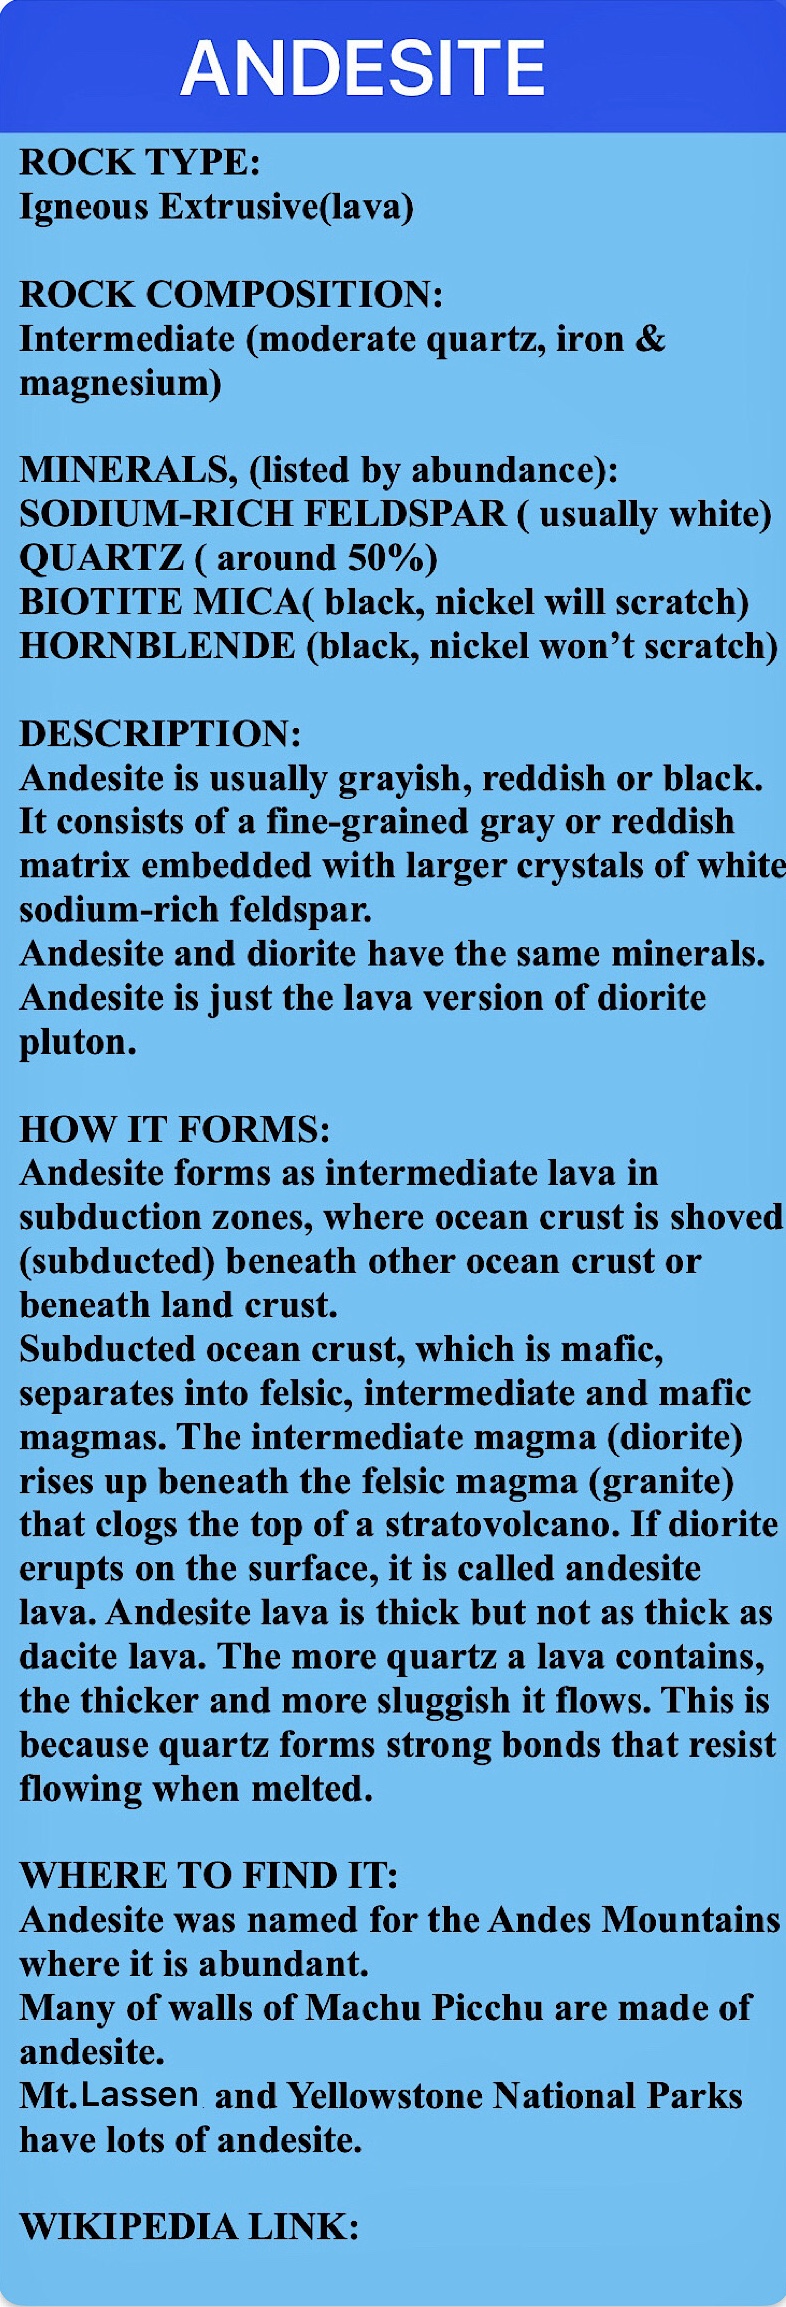 ANDESITE
ROCK TYPE:
Igneous Extrusive(lava)
ROCK COMPOSITION:
Intermediate (moderate quartz, iron &
magnesium)
MINERALS, (listed by abundance):
SODIUM-RICH FELDSPAR ( usually white)
QUARTZ ( around 50%)
BIOTITE MICA( black, nickel will scratch)
HORNBLENDE (black, nickel won’t scratch)
DESCRIPTION:
Andesite is usually grayish, reddish or black.
It consists of a fine-grained gray or reddish
matrix embedded with larger crystals of white
sodium-rich feldspar.
Andesite and diorite have the same minerals.
Andesite is just the lava version of diorite
pluton.
HOW IT FORMS:
Andesite forms as intermediate lava in
subduction zones, where ocean crust is shoved
(subducted) beneath other ocean crust or
beneath land crust.
Subducted ocean crust, which is mafic,
separates into felsic, intermediate and mafic
magmas. The intermediate magma (diorite)
rises up beneath the felsic magma (granite)
that clogs the top of a stratovolcano. If diorite
erupts on the surface, it is called andesite
lava. Andesite lava is thick but not as thick as
dacite lava. The more quartz a lava contains,
the thicker and more sluggish it flows. This is
because quartz forms strong bonds that resist
flowing when melted.
WHERE TO FIND IT:
Andesite was named for the Andes Mountains
where it is abundant.
Many of walls of Machu Picchu are made of
andesite.
Mt.Lassen and Yellowstone National Parks
have lots of andesite.
WIKIPEDIA LINK: